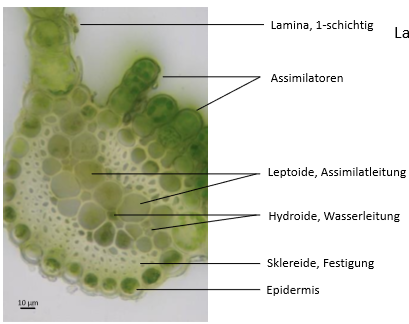 Lamina, 1-schichtig
La
Assimilatoren
Leptoide, Assimilatleitung
Hydroide, Wasserleitung
Sklereide, Festigung
Epidermis
10 µm